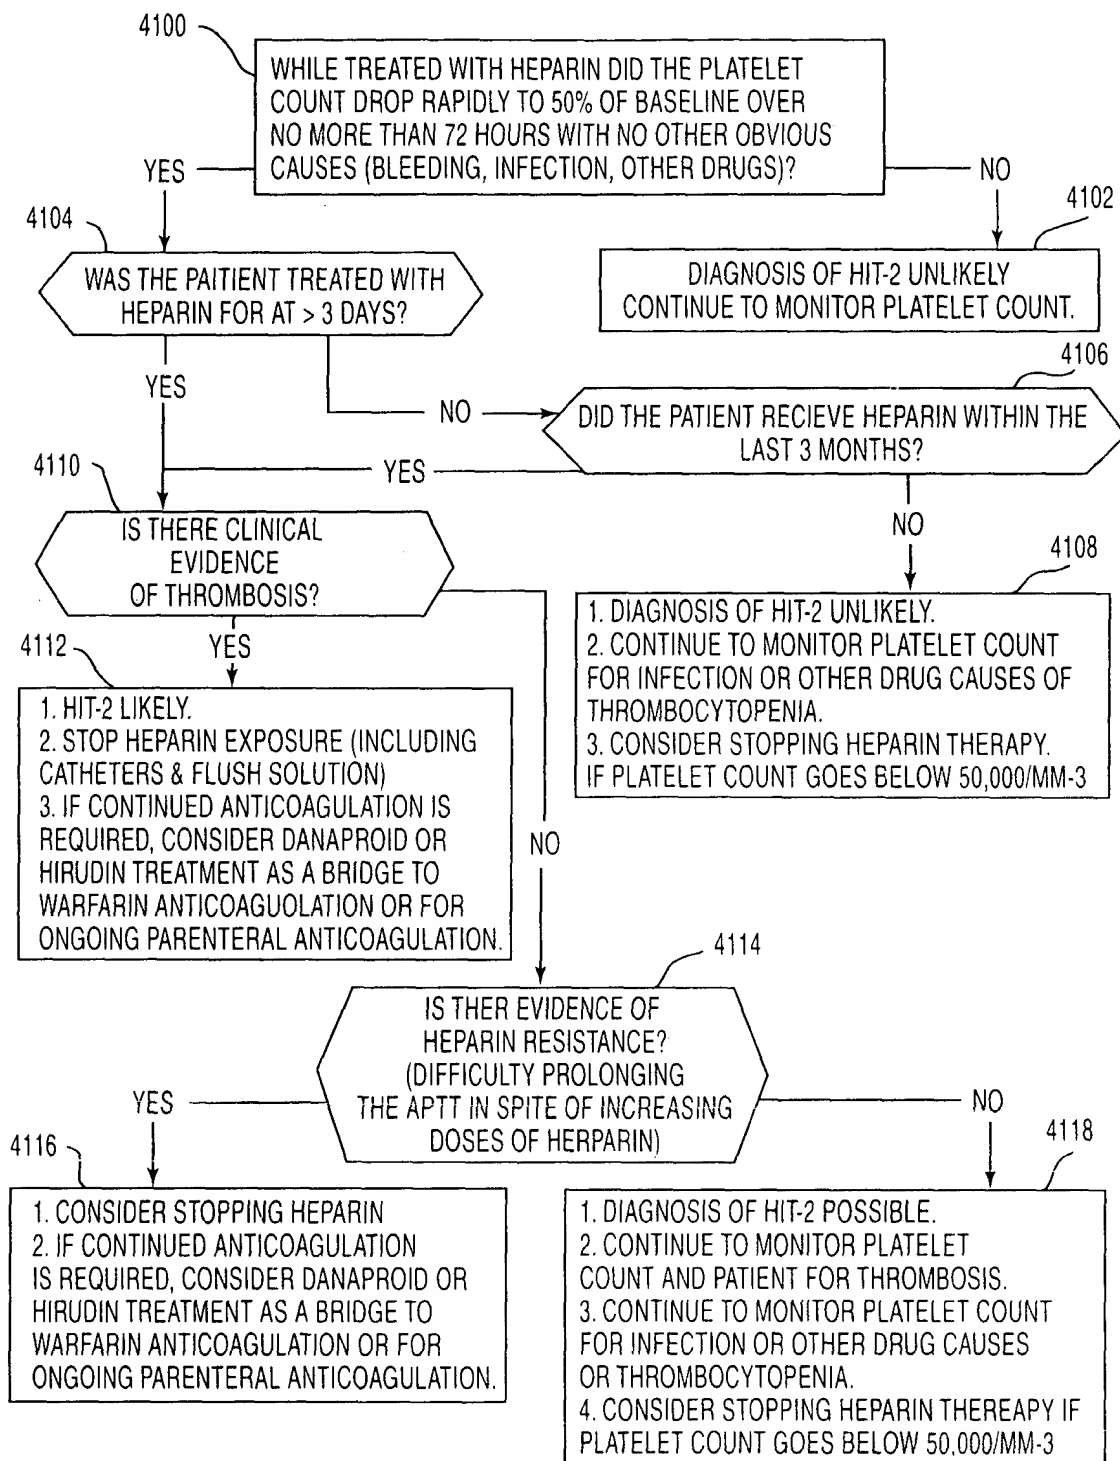 4100
WHILE TREATED WITH HEPARIN DID THE PLATELET
COUNT DROP RAPIDLY TO 50% OF BASELINE OVER
NO MORE THAN 72 HOURS WITH NO OTHER OBVIOUS
CAUSES (BLEEDING, INFECTION, OTHER DRUGS)?
YES
NO
4104
4102
WAS THE PAITIENT TREATED WITH
HEPARIN FOR AT > 3 DAYS?
DIAGNOSIS OF HIT-2 UNLIKELY
CONTINUE TO MONITOR PLATELET COUNT.
YES
NO
4106
DID THE PATIENT RECIEVE HEPARIN WITHIN THE
LAST 3 MONTHS?
YES
NO
4110
IS THERE CLINICAL
EVIDENCE
OF THROMBOSIS?
YES
NO
4108
1. DIAGNOSIS OF HIT-2 UNLIKELY.
2. CONTINUE TO MONITOR PLATELET COUNT
FOR INFECTION OR OTHER DRUG CAUSES OF
THROMBOCYTOPENIA.
3. CONSIDER STOPPING HEPARIN THERAPY.
IF PLATELET COUNT GOES BELOW 50,000/MM-3
4112
1. HIT-2 LIKELY.
2. STOP HEPARIN EXPOSURE (INCLUDING
CATHETERS & FLUSH SOLUTION)
3. IF CONTINUED ANTICOAGULATION IS
REQUIRED, CONSIDER DANAPROID OR
HIRUDIN TREATMENT AS A BRIDGE TO
WARFARIN ANTICOAGUOLATION OR FOR
ONGOING PARENTERAL ANTICOAGULATION.
4114
IS THER EVIDENCE OF
HEPARIN RESISTANCE?
(DIFFICULTY PROLONGING
THE APTT IN SPITE OF INCREASING
DOSES OF HERPARIN)
YES
NO
4116
1. CONSIDER STOPPING HEPARIN
2. IF CONTINUED ANTICOAGULATION
IS REQUIRED, CONSIDER DANAPROID OR
HIRUDIN TREATMENT AS A BRIDGE TO
WARFARIN ANTICOAGULATION OR FOR
ONGOING PARENTERAL ANTICOAGULATION.
4118
1. DIAGNOSIS OF HIT-2 POSSIBLE.
2. CONTINUE TO MONITOR PLATELET
COUNT AND PATIENT FOR THROMBOSIS.
3. CONTINUE TO MONITOR PLATELET COUNT
FOR INFECTION OR OTHER DRUG CAUSES
OR THROMBOCYTOPENIA.
4. CONSIDER STOPPING HEPARIN THEREAPY IF
PLATELET COUNT GOES BELOW 50,000/MM-3